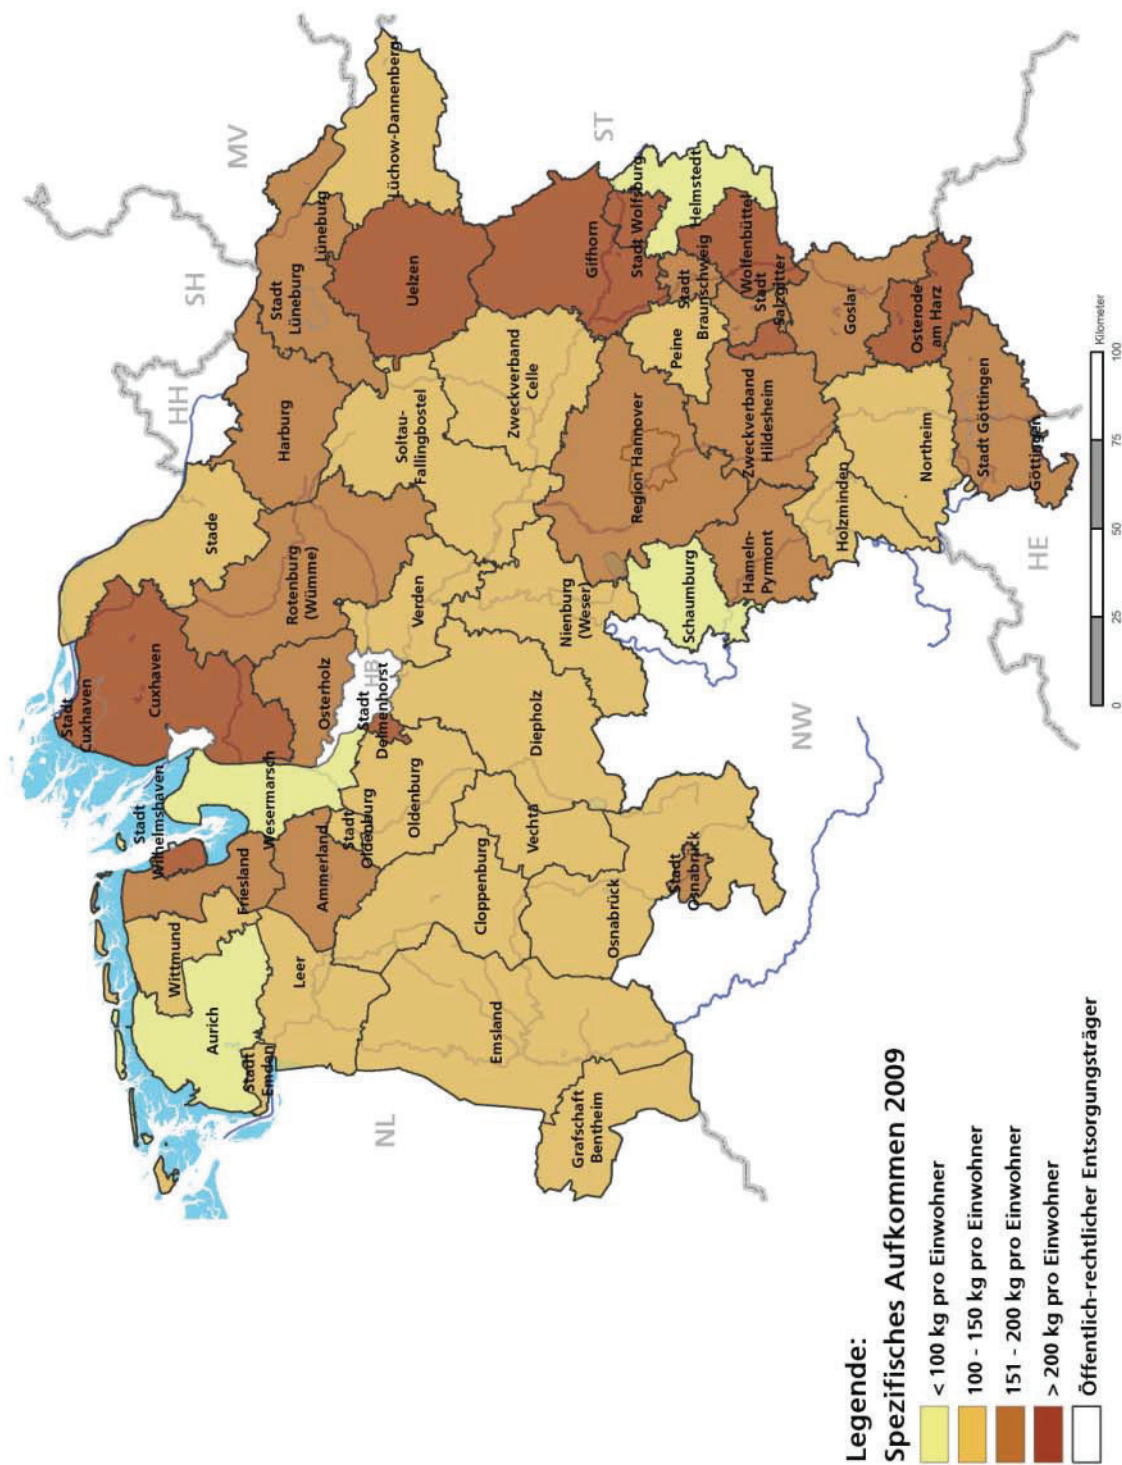 MV
SH
HH
ST
HE
NW
NL
HB
Lüchow-Dannenberg
Lüneburg
Stadt
Lüneburg
Uelzen
Harburg
Stade
Soltau-
Fallingbostel
Zweckverband
Celle
Gifhorn
Stadt Wolfsburg
Helmstedt
Stadt
Braunschweig
Wolfenbüttel
Stadt
Salzgitter
Peine
Goslar
Osterode
am Harz
Region Hannover
Zweckverband
Hildesheim
Stadt Göttingen
Göttingen
Northeim
Holzminden
Hameln-
Pyrmont
Schaumburg
Nienburg
(Weser)
Verden
Rotenburg
(Wümme)
Osterholz
Stadt
Cuxhaven
Cuxhaven
Stadt
Delmenhorst
Diepholz
Stadt
Wilhelmshaven
Wesermarsch
Stadt
Oldenburg
Oldenburg
Vechta
Friesland
Ammerland
Cloppenburg
Stadt
Osnabrück
Osnabrück
Wittmund
Leer
Aurich
Stadt
Emden
Emsland
Grafschaft
Bentheim
0 25 50 75 100
Kilometer
Legende:
Spezifisches Aufkommen 2009
< 100 kg pro Einwohner
100 - 150 kg pro Einwohner
151 - 200 kg pro Einwohner
> 200 kg pro Einwohner
Öffentlich-rechtlicher Entsorgungsträger